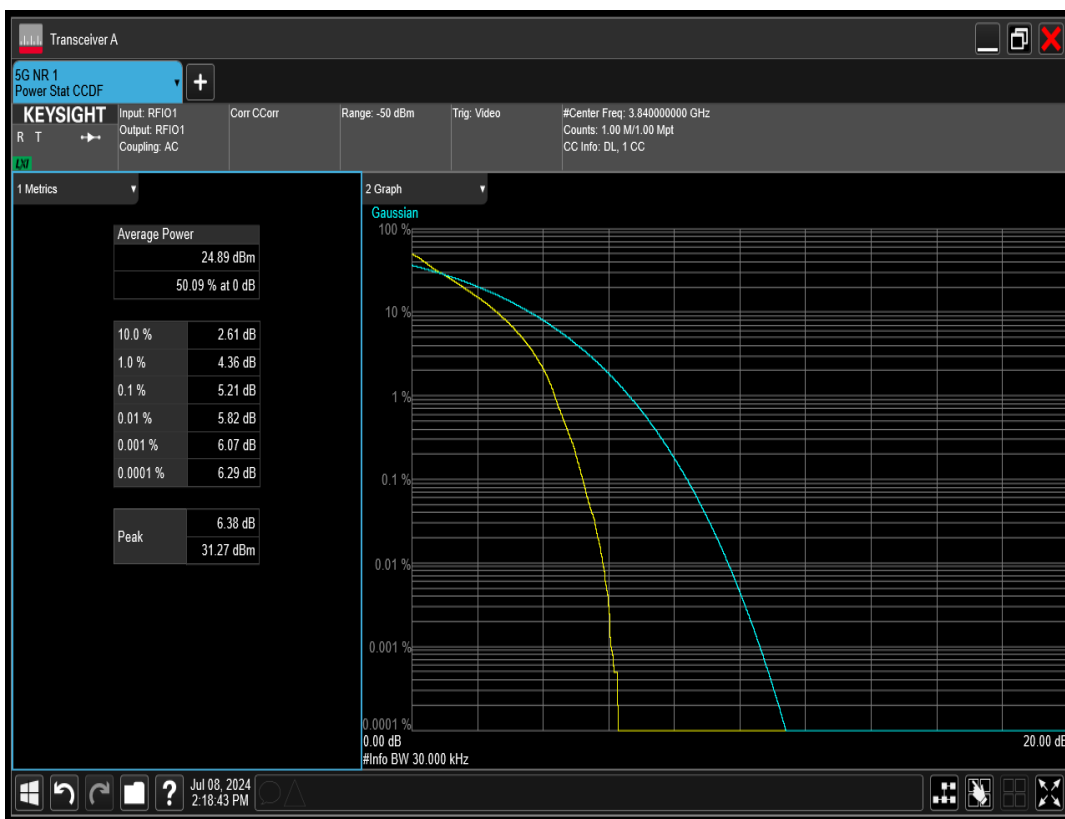 Transceiver A
5G NR 1
Power Stat CCDF
+
KEYSIGHT
R T
LXI
Input: RFIO1
Output: RFIO1
Coupling: AC
Corr CCorr
Range: -50 dBm
Trig: Video
#Center Freq: 3.840000000 GHz
Counts: 1.00 M/1.00 Mpt
CC Info: DL, 1 CC
1 Metrics
Average Power
24.89 dBm
50.09 % at 0 dB
10.0 % 2.61 dB
1.0 % 4.36 dB
0.1 % 5.21 dB
0.01 % 5.82 dB
0.001 % 6.07 dB
0.0001 % 6.29 dB
Peak
6.38 dB
31.27 dBm
2 Graph
Gaussian
100 %
10 %
1 %
0.1 %
0.01 %
0.001 %
0.0001 %
0.00 dB 20.00 dB
#Info BW 30.000 kHz
?
Jul 08, 2024
2:18:43 PM